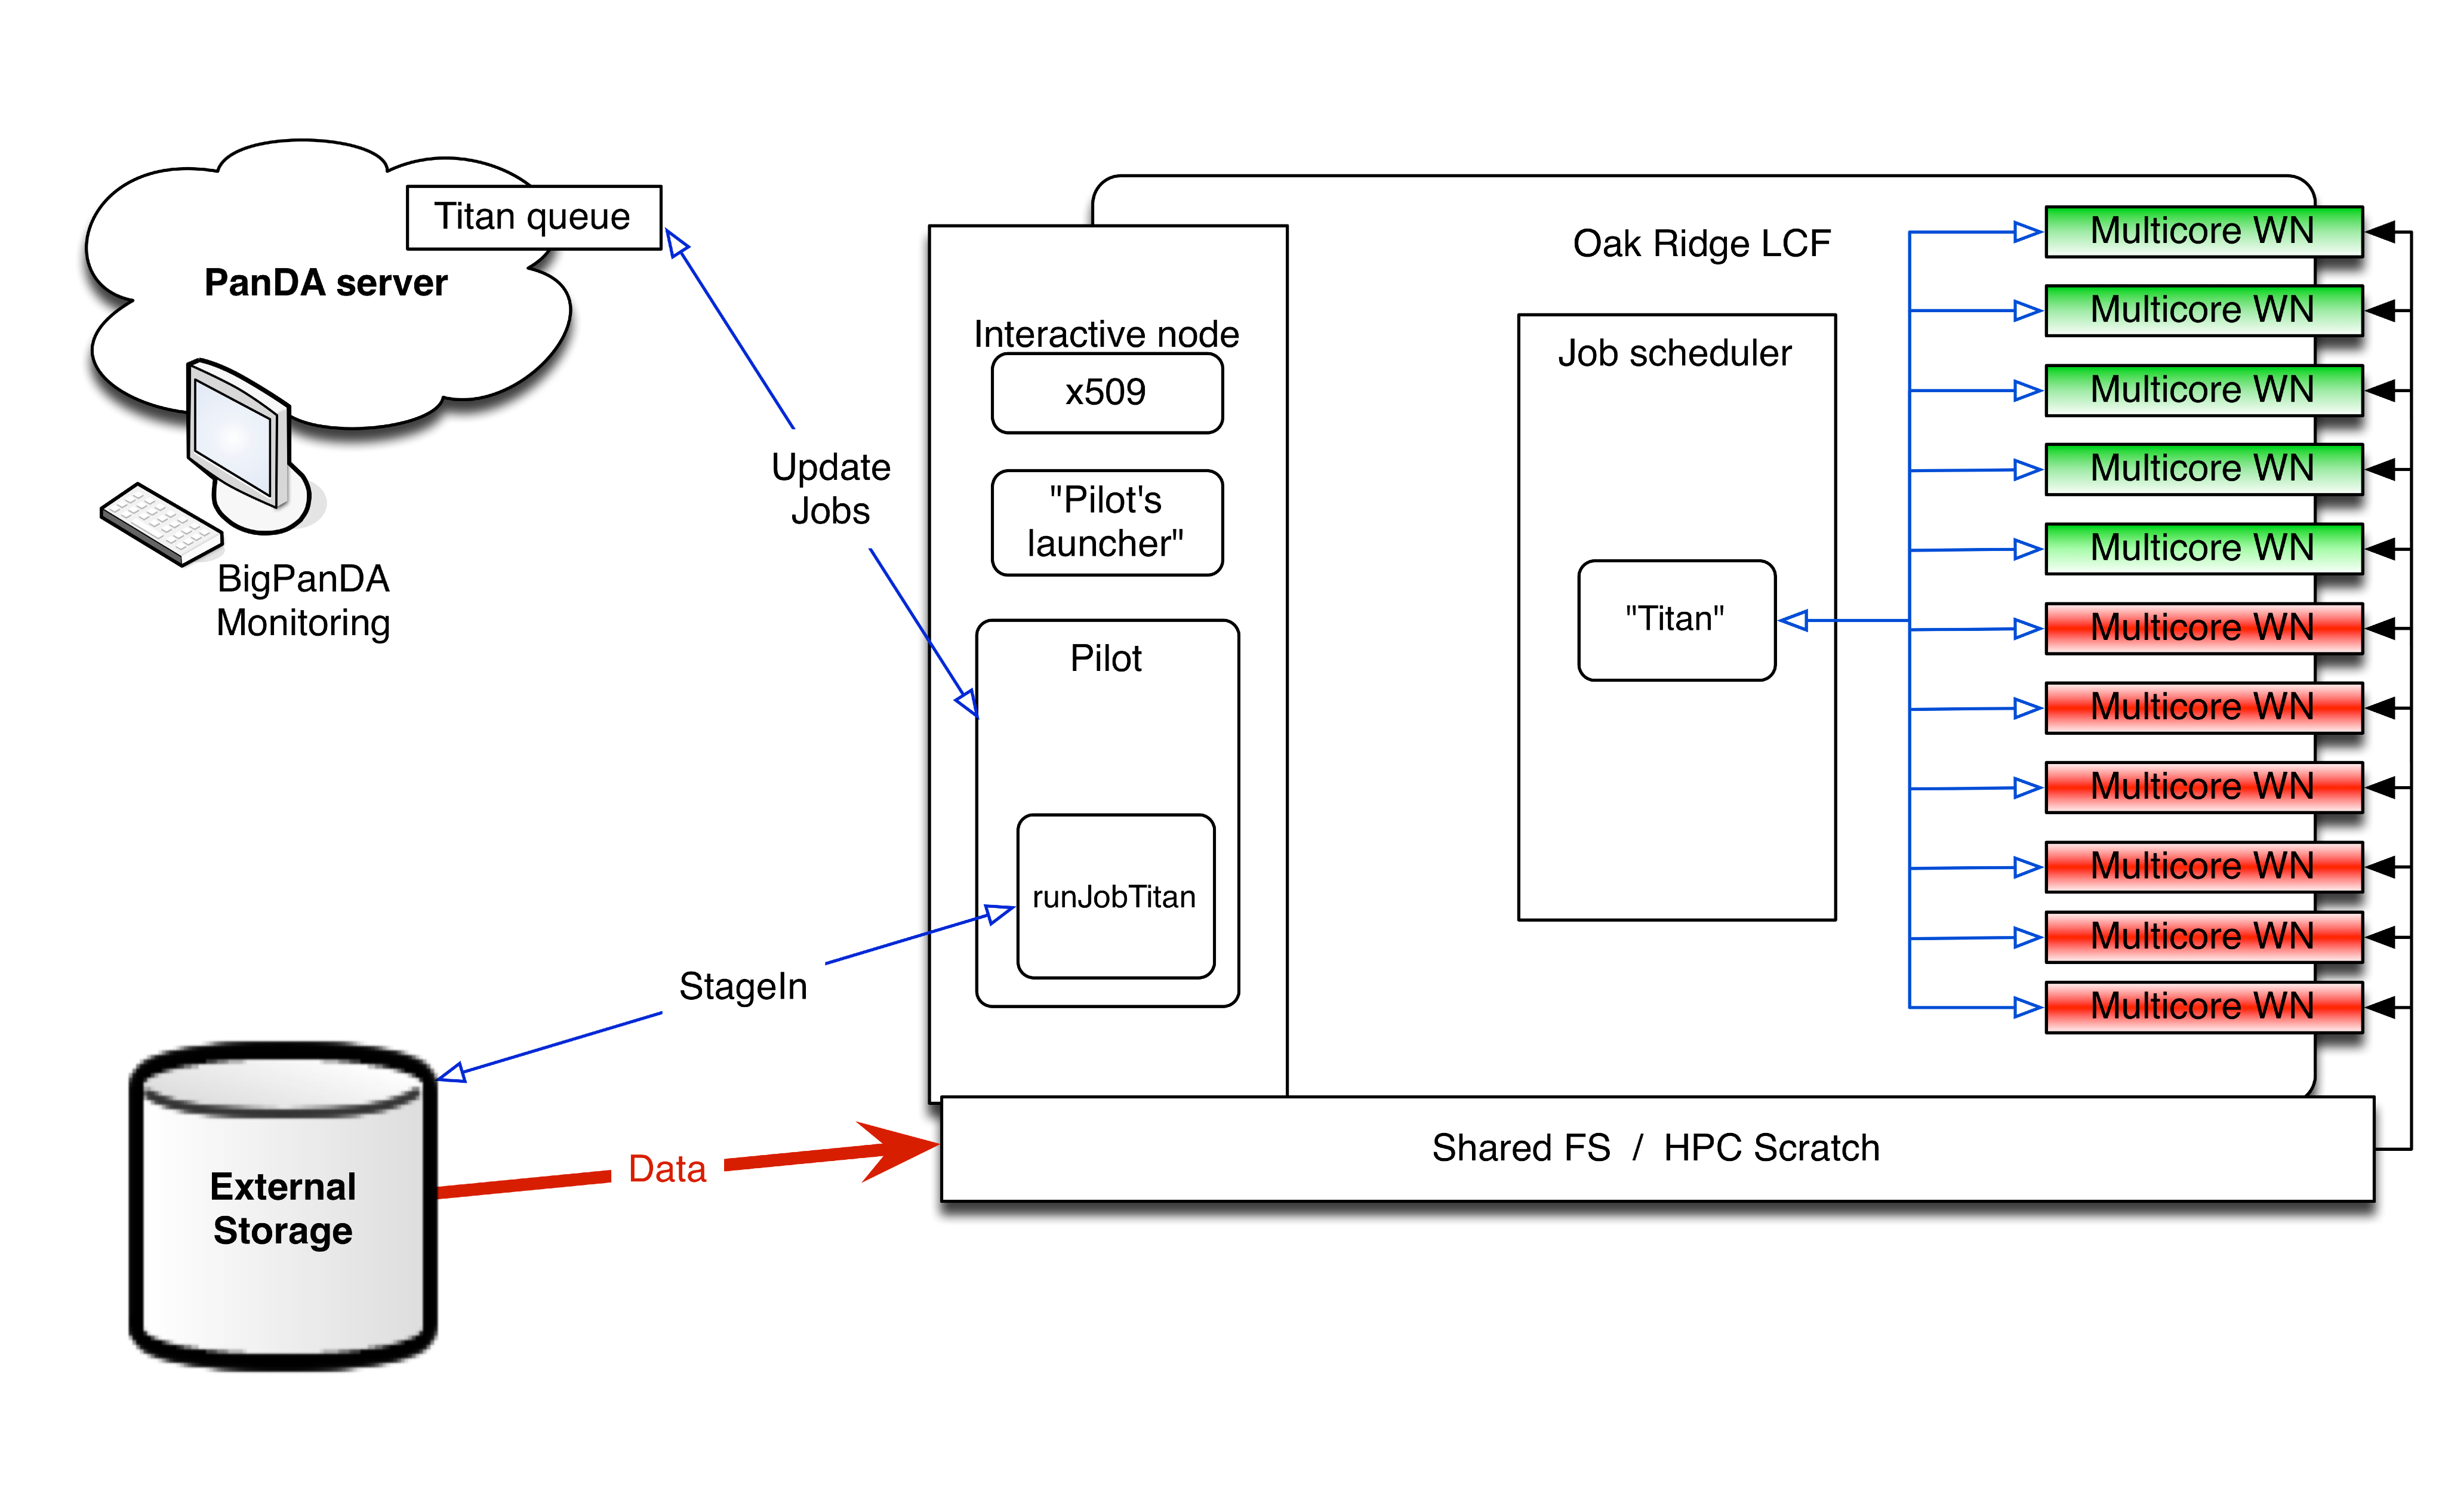 Titan queue
PanDA server
BigPanDA
Monitoring
Update
Jobs
StageIn
External
Storage
Data
Interactive node
x509
"Pilot's
launcher"
Pilot
runJobTitan
Oak Ridge LCF
Job scheduler
"Titan"
Multicore WN
Multicore WN
Multicore WN
Multicore WN
Multicore WN
Multicore WN
Multicore WN
Multicore WN
Multicore WN
Multicore WN
Multicore WN
Shared FS / HPC Scratch